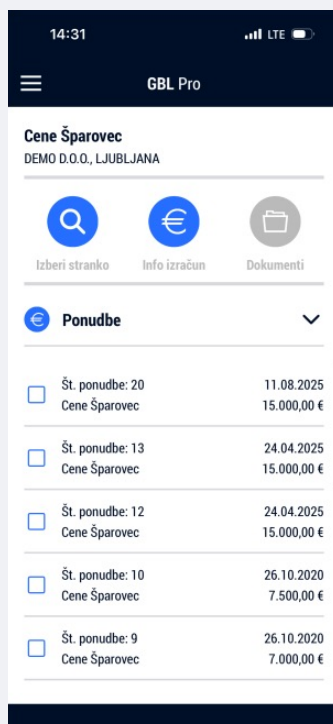 14:31 LTE
GBL Pro
Cene Šparovec
DEMO D.O.O., LJUBLJANA
Izberi stranko Info izračun Dokumenti
Ponudbe
Št. ponudbe: 20 11.08.2025
Cene Šparovec 15.000,00 €
Št. ponudbe: 13 24.04.2025
Cene Šparovec 15.000,00 €
Št. ponudbe: 12 24.04.2025
Cene Šparovec 15.000,00 €
Št. ponudbe: 10 26.10.2020
Cene Šparovec 7.500,00 €
Št. ponudbe: 9 26.10.2020
Cene Šparovec 7.000,00 €